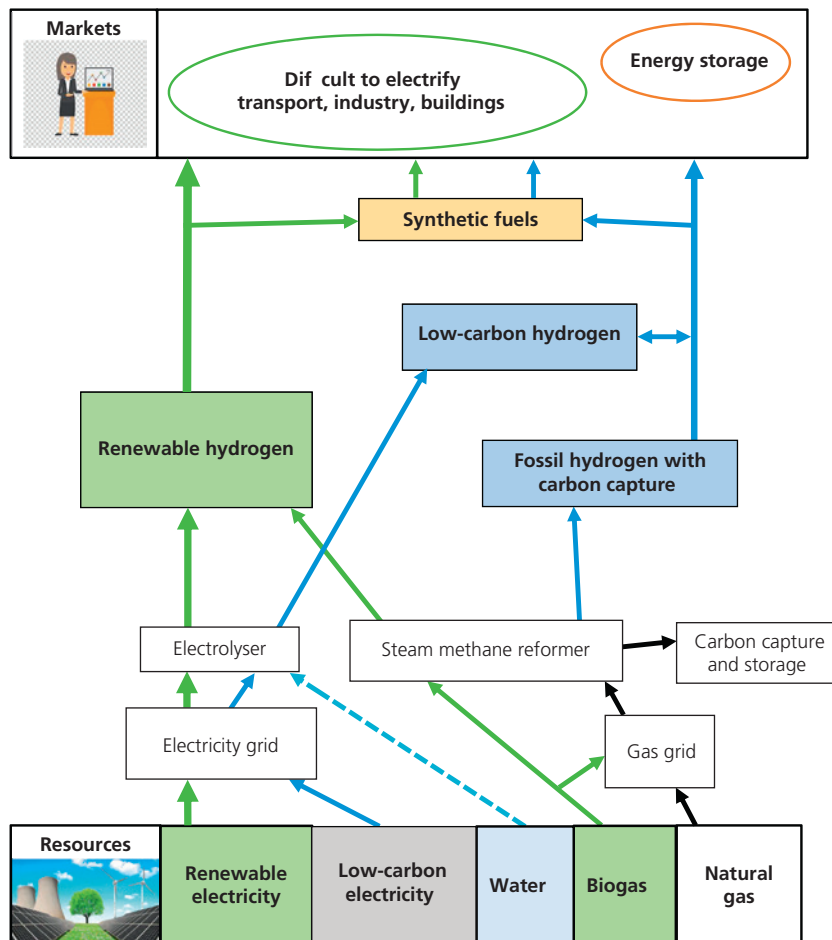 Markets
Dif cult to electrify
transport, industry, buildings
Energy storage
Synthetic fuels
Low-carbon hydrogen
Renewable hydrogen
Fossil hydrogen with
carbon capture
Electrolyser
Steam methane reformer
Carbon capture
and storage
Electricity grid
Gas grid
Resources
Renewable
electricity
Low-carbon
electricity
Water
Biogas
Natural
gas